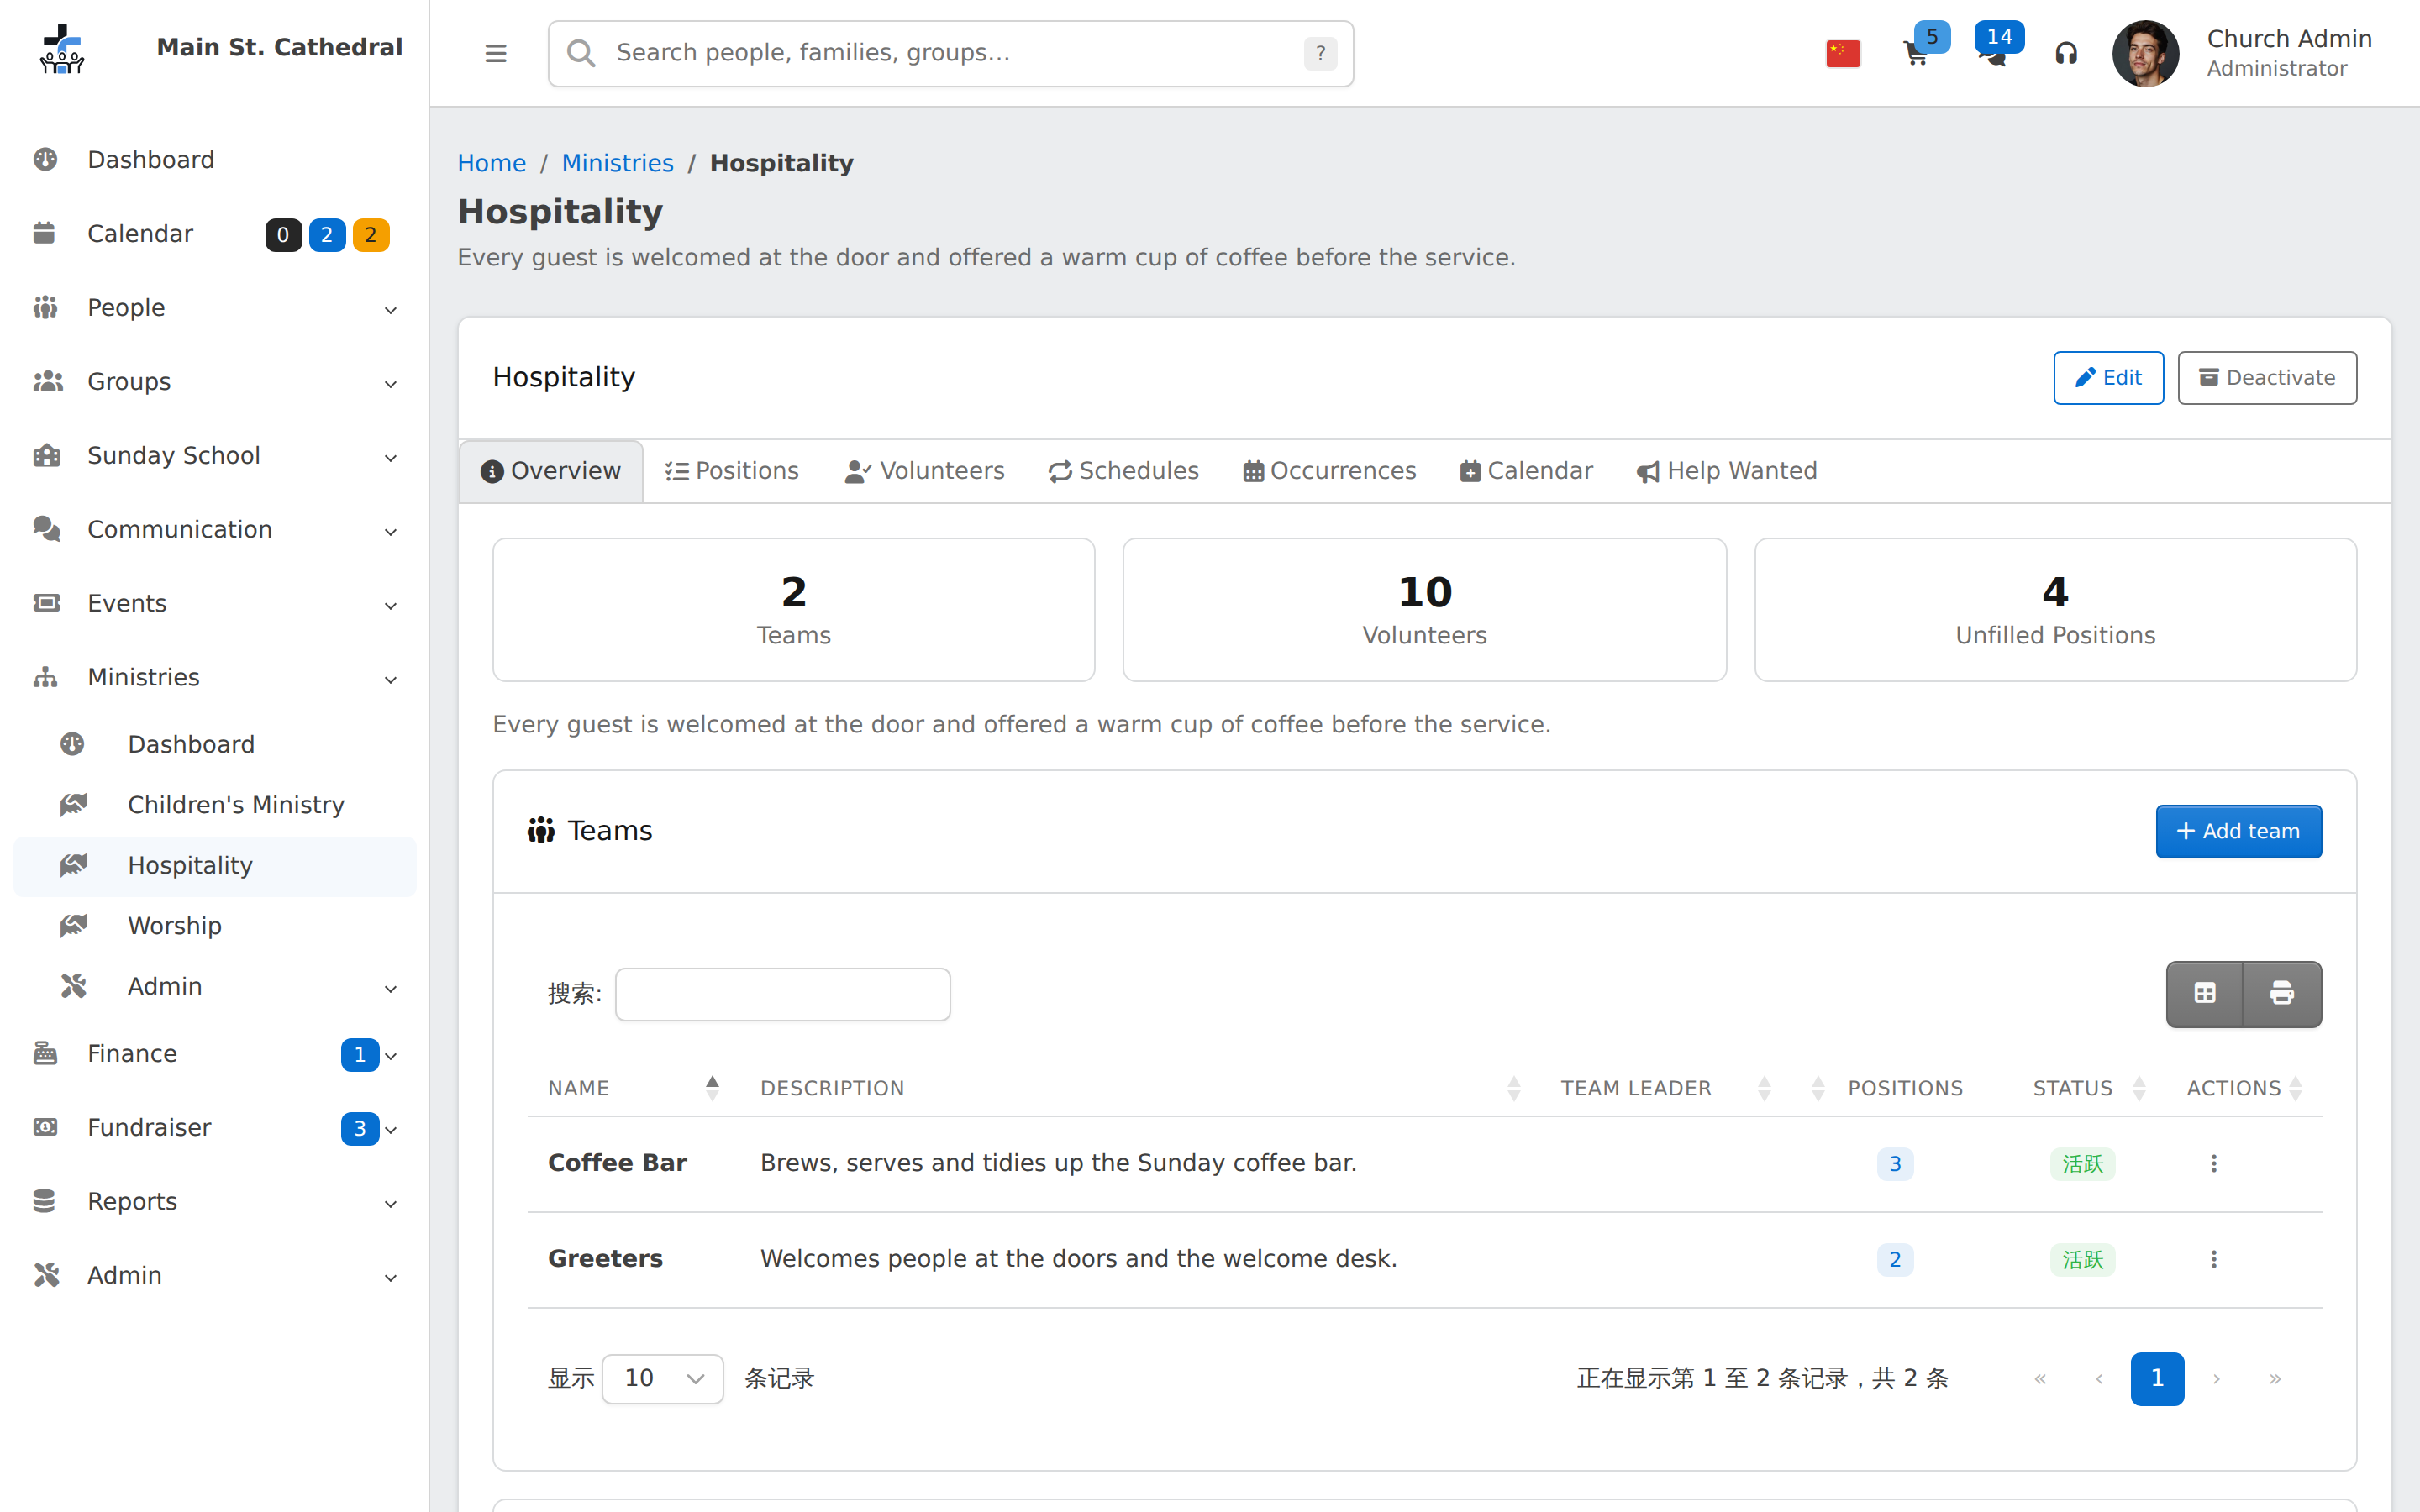 Main St. Cathedral
Search people, families, groups...
?
5
14
Church Admin
Administrator
Dashboard
Calendar
0
2
2
People
Groups
Sunday School
Communication
Events
Ministries
Dashboard
Children's Ministry
Hospitality
Worship
Admin
Finance
1
Fundraiser
3
Reports
Admin
Home / Ministries / Hospitality
Hospitality
Every guest is welcomed at the door and offered a warm cup of coffee before the service.
Hospitality
Edit
Deactivate
Overview
Positions
Volunteers
Schedules
Occurrences
Calendar
Help Wanted
2
Teams
10
Volunteers
4
Unfilled Positions
Every guest is welcomed at the door and offered a warm cup of coffee before the service.
Teams
+ Add team
搜索:
NAME DESCRIPTION TEAM LEADER POSITIONS STATUS ACTIONS
Coffee Bar Brews, serves and tidies up the Sunday coffee bar. 3 活跃
Greeters Welcomes people at the doors and the welcome desk. 2 活跃
显示 10 条记录
正在显示第 1 至 2 条记录，共 2 条
« ‹ 1 › »